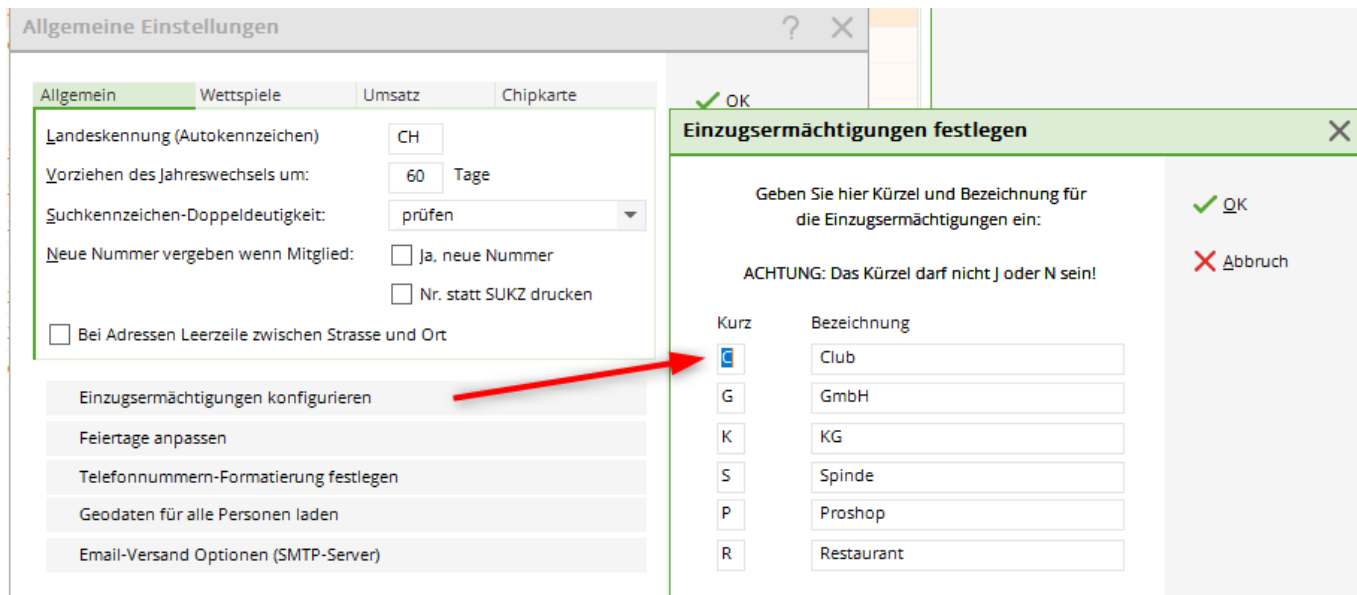 Allgemeine Einstellungen
?
Allgemein Wettspiele Umsatz Chipkarte
OK
Landeskennung (Autokennzeichen) CH
Vorziehen des Jahreswechsels um: 60 Tage
Suchkennzeichen-Doppeldeutigkeit: prüfen
Neue Nummer vergeben wenn Mitglied: Ja, neue Nummer
Nr. statt SUKZ drucken
Bei Adressen Leerzeile zwischen Strasse und Ort
Einzugsermächtigungen konfigurieren
Feiertage anpassen
Telefonnummern-Formatierung festlegen
Geodaten für alle Personen laden
Email-Versand Optionen (SMTP-Server)
Einzugsermächtigungen festlegen
Geben Sie hier Kürzel und Bezeichnung für
die Einzugsermächtigungen ein:
ACHTUNG: Das Kürzel darf nicht J oder N sein!
OK
Abbruch
Kurz Bezeichnung
C Club
G GmbH
K KG
S Spinde
P Proshop
R Restaurant